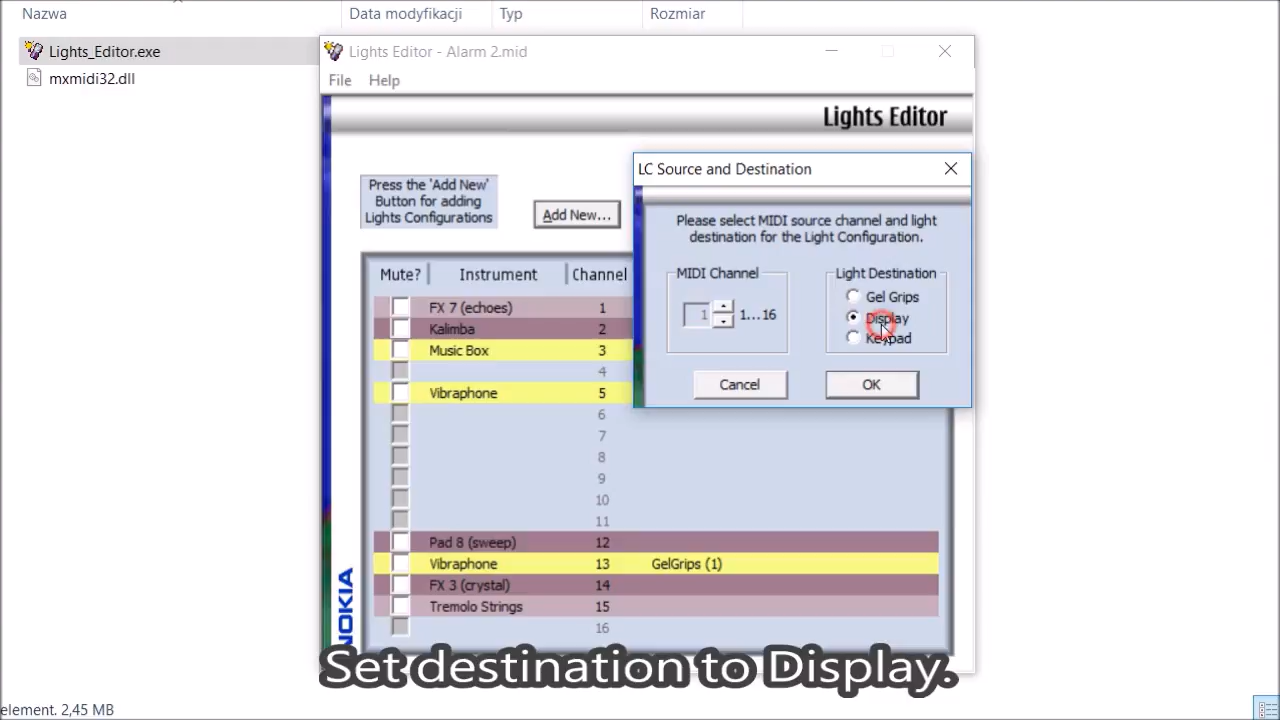 Nazwa
Data modyfikacji
Typ
Rozmiar
Lights_Editor.exe
mxmidi32.dll
Lights Editor - Alarm 2.mid
File Help
Lights Editor
Press the 'Add New'
Button for adding
Lights Configurations
Add New...
Mute? Instrument Channel
FX 7 (echoes) 1
Kalimba 2
Music Box 3
4
Vibraphone 5
6
7
8
9
10
11
Pad 8 (sweep) 12
Vibraphone 13 GelGrips (1)
FX 3 (crystal) 14
Tremolo Strings 15
16
NOKIA
LC Source and Destination
Please select MIDI source channel and light
destination for the Light Configuration.
MIDI Channel
1 1...16
Light Destination
Gel Grips
Display
Keypad
Cancel
OK
Set destination to Display.
element. 2,45 MB